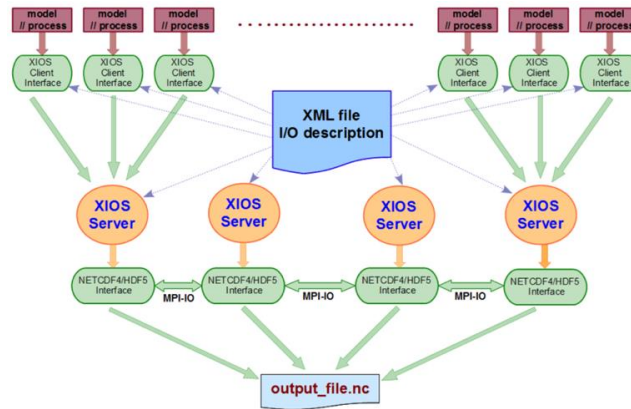 model
// process
model
// process
model
// process
model
// process
model
// process
model
// process
XIOS
Client
Interface
XIOS
Client
Interface
XIOS
Client
Interface
XIOS
Client
Interface
XIOS
Client
Interface
XIOS
Client
Interface
XML file
I/O description
XIOS
Server
XIOS
Server
XIOS
Server
XIOS
Server
NETCDF4/HDF5
Interface
MPI-IO
NETCDF4/HDF5
Interface
MPI-IO
NETCDF4/HDF5
Interface
MPI-IO
NETCDF4/HDF5
Interface
output_file.nc